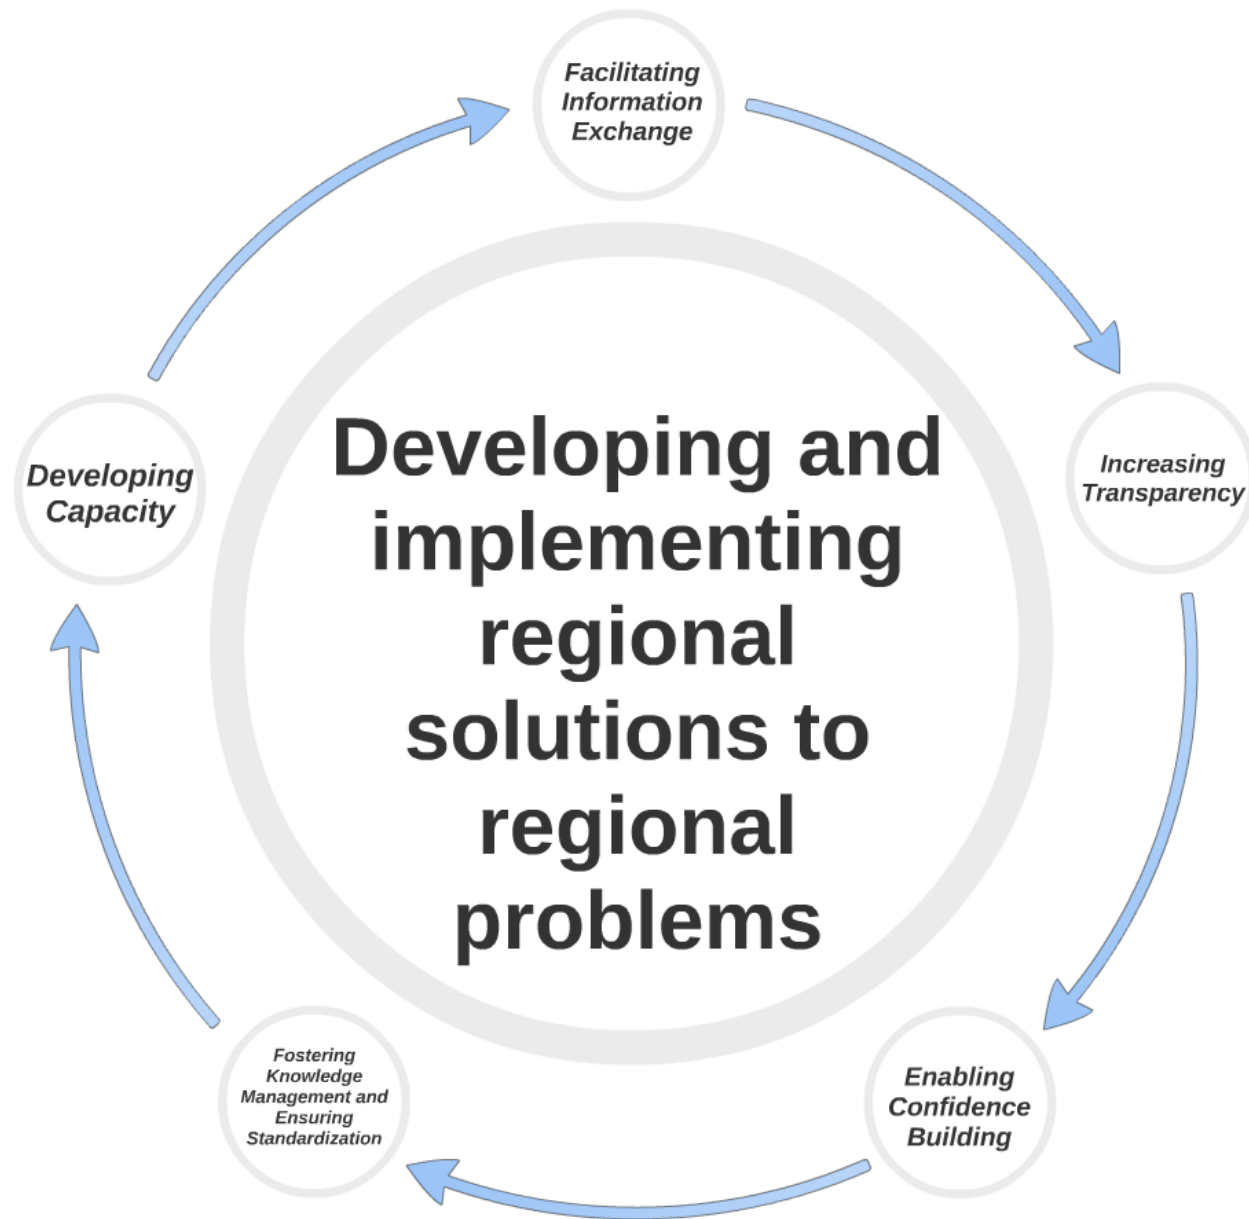 Facilitating
Information
Exchange
Increasing
Transparency
Enabling
Confidence
Building
Fostering
Knowledge
Management and
Ensuring
Standardization
Developing
Capacity
Developing and
implementing
regional
solutions to
regional
problems